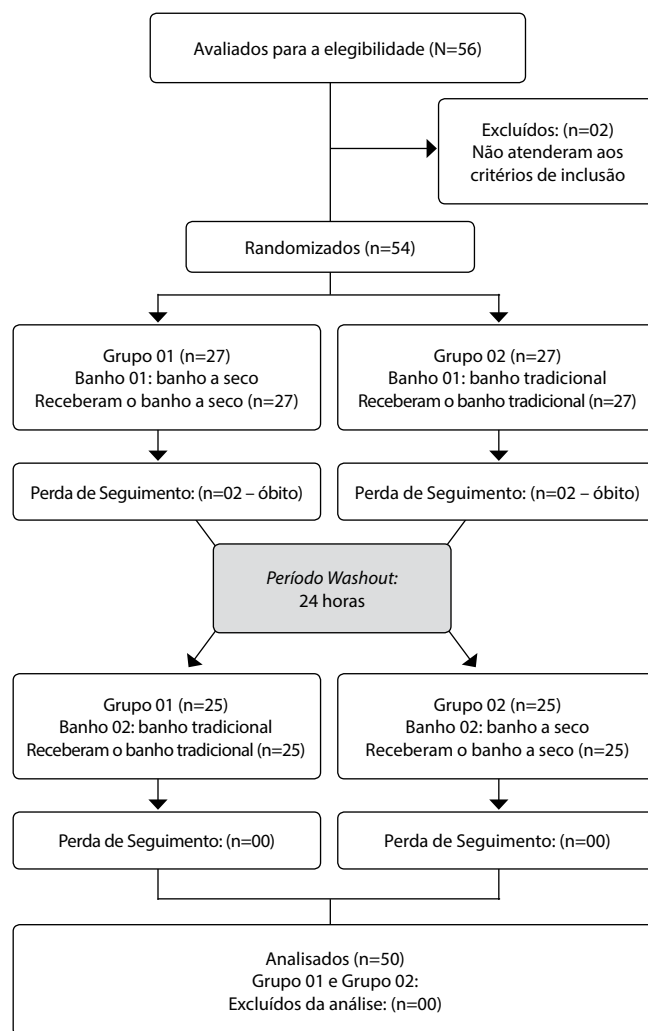 Avaliados para a elegibilidade (N=56)
Excluídos: (n=02)
Não atenderam aos
critérios de inclusão
Randomizados (n=54)
Grupo 01 (n=27)
Banho 01: banho a seco
Receberam o banho a seco (n=27)
Grupo 02 (n=27)
Banho 01: banho tradicional
Receberam o banho tradicional (n=27)
Perda de Seguimento: (n=02 – óbito)
Perda de Seguimento: (n=02 – óbito)
Período Washout:
24 horas
Grupo 01 (n=25)
Banho 02: banho tradicional
Receberam o banho tradicional (n=25)
Grupo 02 (n=25)
Banho 02: banho a seco
Receberam o banho a seco (n=25)
Perda de Seguimento: (n=00)
Perda de Seguimento: (n=00)
Analisados (n=50)
Grupo 01 e Grupo 02:
Excluídos da análise: (n=00)